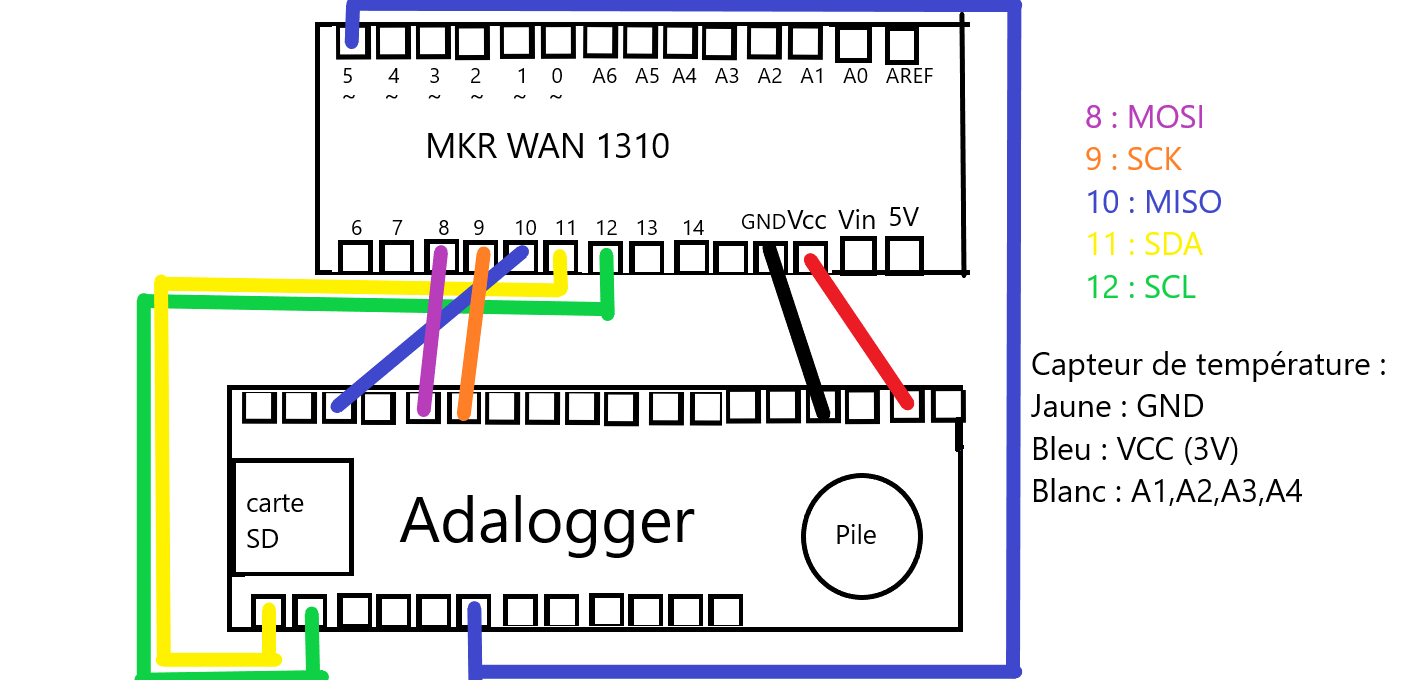 5 4 3 2 1 0 A6 A5 A4 A3 A2 A1 A0 AREF
~ ~ ~ ~ ~ ~
MKR WAN 1310
6 7 8 9 10 11 12 13 14 GND Vcc Vin 5V
8 : MOSI
9 : SCK
10 : MISO
11 : SDA
12 : SCL
Capteur de température :
Jaune : GND
Bleu : VCC (3V)
Blanc : A1,A2,A3,A4
carte
SD
Adalogger
Pile